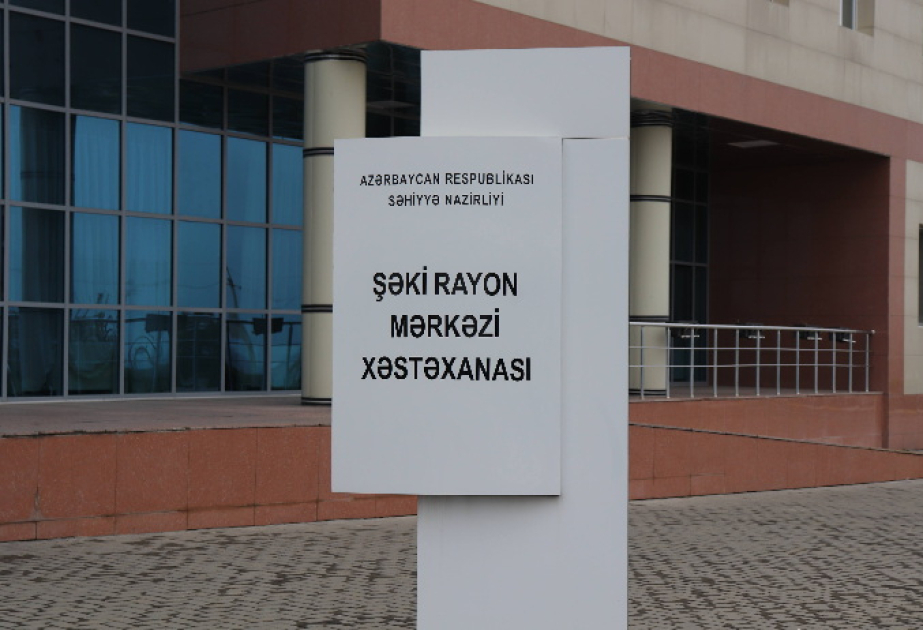 AZƏRBAYCAN RESPUBLİKASI
SƏHİYYƏ NAZİRLİYİ
ŞƏKİ RAYON
MƏRKƏZİ
XƏSTƏXANASI